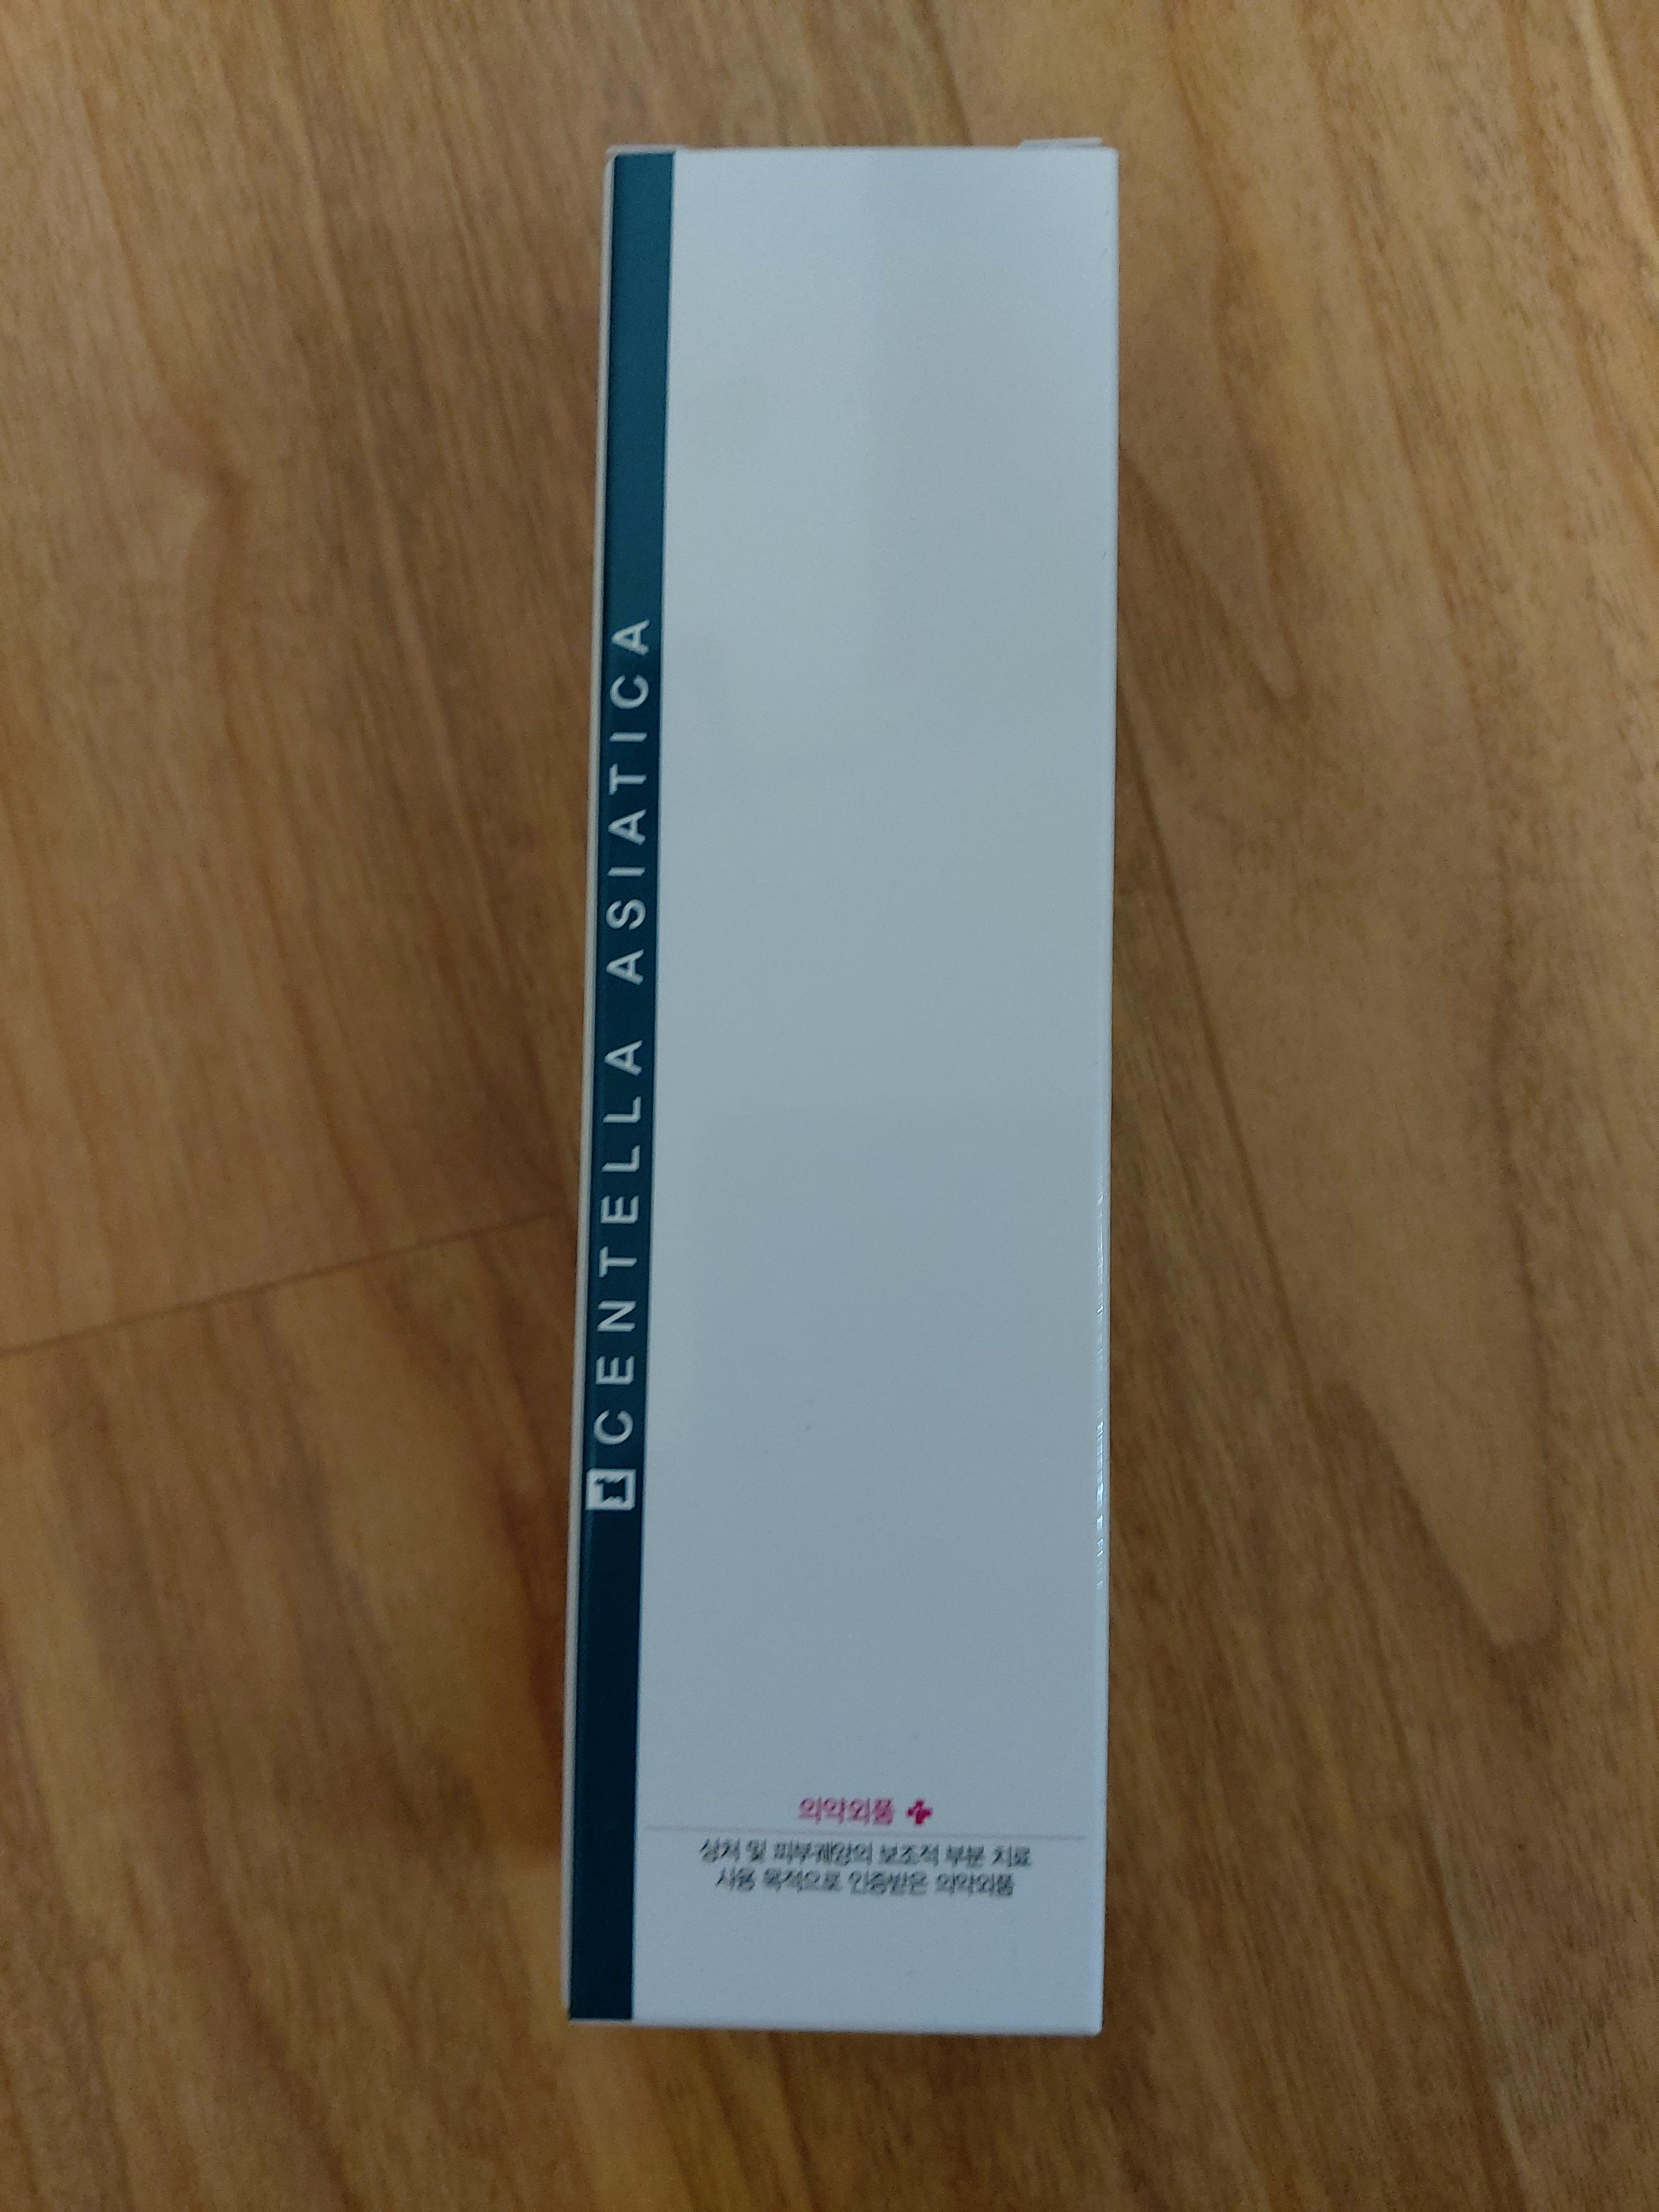 CENTELLA ASIATICA
의약외품
상처 및 피부궤양의 보조적 부분 치료
사용 목적으로 인증받은 의약외품